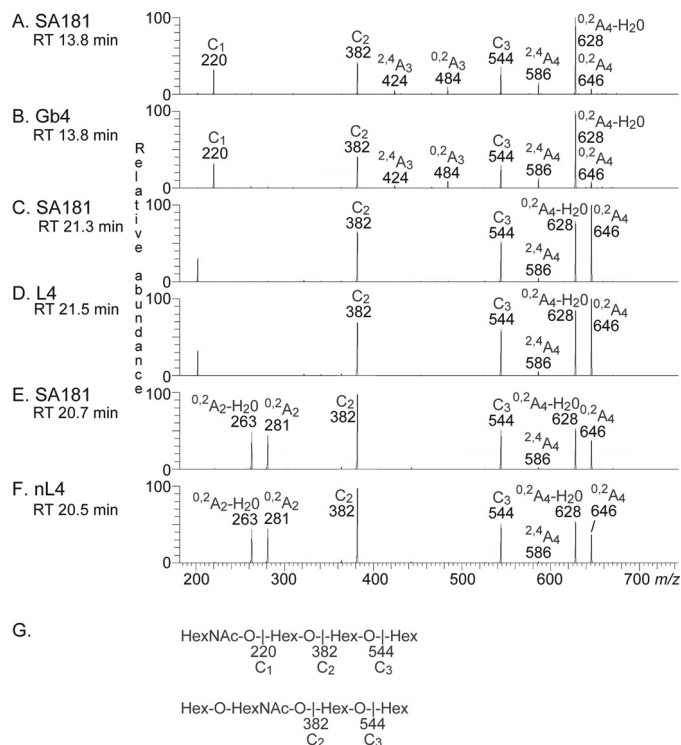 A. SA181
RT 13.8 min
100
0
C1
220
C2
382
2,4A3
424
0,2A3
484
C3
544
2,4A4
586
0,2A4-H20
628
0,2A4
646
B. Gb4
RT 13.8 min
100
0
C1
220
C2
382
2,4A3
424
0,2A3
484
C3
544
2,4A4
586
0,2A4-H20
628
0,2A4
646
Relative abundance
C. SA181
RT 21.3 min
100
0
C2
382
C3
544
2,4A4
586
0,2A4-H20
628
0,2A4
646
D. L4
RT 21.5 min
100
0
C2
382
C3
544
2,4A4
586
0,2A4-H20
628
0,2A4
646
E. SA181
RT 20.7 min
100
0
0,2A2-H20
263
0,2A2
281
C2
382
C3
544
2,4A4
586
0,2A4-H20
628
0,2A4
646
F. nL4
RT 20.5 min
100
0
0,2A2-H20
263
0,2A2
281
C2
382
C3
544
2,4A4
586
0,2A4-H20
628
0,2A4
646
200 300 400 500 600 700 m/z
G.
HexNAc-O-|-Hex-O-|-Hex-O-|-Hex
220 382 544
C1 C2 C3
Hex-O-HexNAc-O-|-Hex-O-|-Hex
382 544
C2 C3